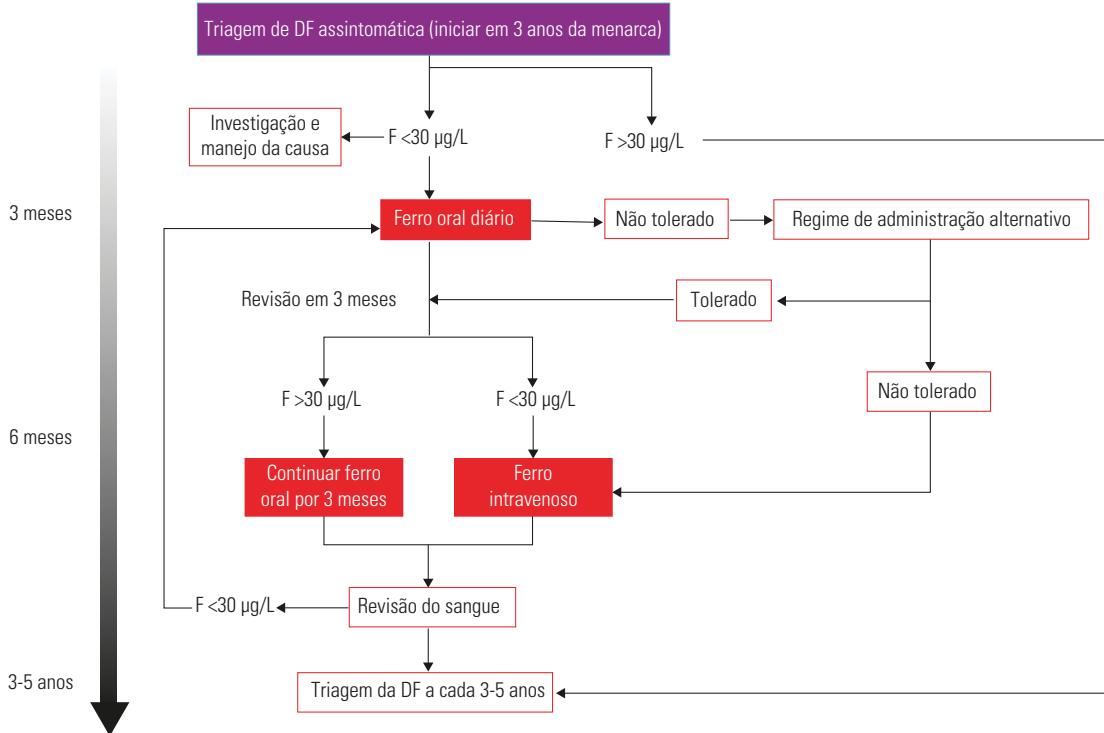 Triagem de DF assintomática (iniciar em 3 anos da menarca)
Investigação e
manejo da causa
F <30 µg/L
F >30 µg/L
3 meses
Ferro oral diário
Não tolerado
Regime de administração alternativo
Revisão em 3 meses
Tolerado
F >30 µg/L
F <30 µg/L
Não tolerado
6 meses
Continuar ferro
oral por 3 meses
Ferro
intravenoso
F <30 µg/L
Revisão do sangue
3-5 anos
Triagem da DF a cada 3-5 anos